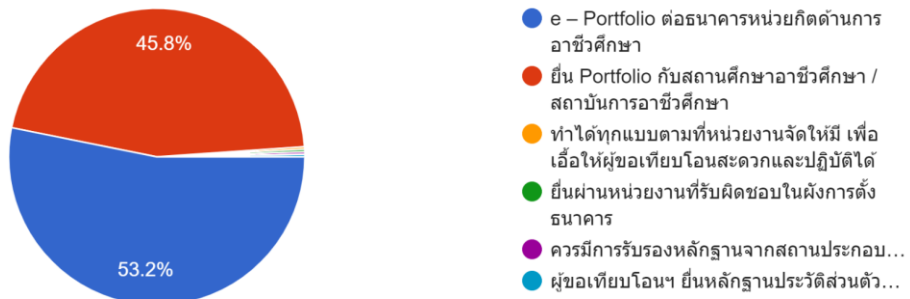 45.8%
53.2%
e – Portfolio ต่อธนาคารหน่วยกิตด้านการ
อาชีวศึกษา
ยื่น Portfolio กับสถานศึกษาอาชีวศึกษา /
สถาบันการอาชีวศึกษา
ทำได้ทุกแบบตามที่หน่วยงานจัดให้มี เพื่อ
เอื้อให้ผู้ขอเทียบโอนสะดวกและปฏิบัติได้
ยื่นผ่านหน่วยงานที่รับผิดชอบในผังการตั้ง
ธนาคาร
ควรมีการรับรองหลักฐานจากสถานประกอบ…
ผู้ขอเทียบโอนฯ ยื่นหลักฐานประวัติส่วนตัว…